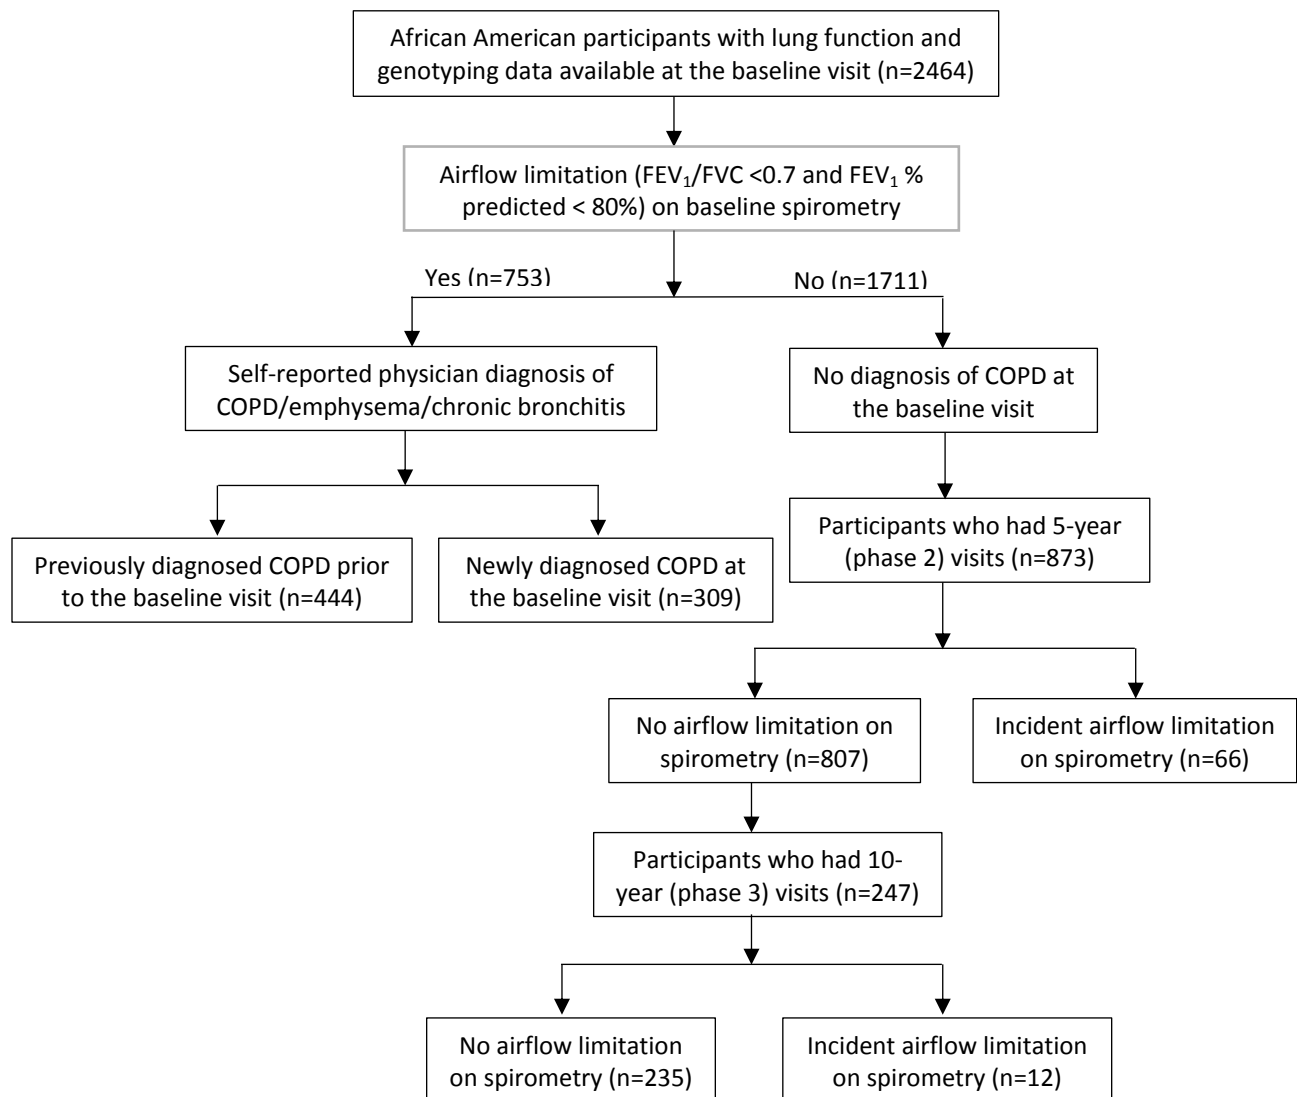 African American participants with lung function and
genotyping data available at the baseline visit (n=2464)
Airflow limitation (FEV₁/FVC <0.7 and FEV₁ %
predicted < 80%) on baseline spirometry
Yes (n=753)
No (n=1711)
Self-reported physician diagnosis of
COPD/emphysema/chronic bronchitis
No diagnosis of COPD at
the baseline visit
Previously diagnosed COPD prior
to the baseline visit (n=444)
Newly diagnosed COPD at
the baseline visit (n=309)
Participants who had 5-year
(phase 2) visits (n=873)
No airflow limitation on
spirometry (n=807)
Incident airflow limitation
on spirometry (n=66)
Participants who had 10-
year (phase 3) visits (n=247)
No airflow limitation
on spirometry (n=235)
Incident airflow limitation
on spirometry (n=12)